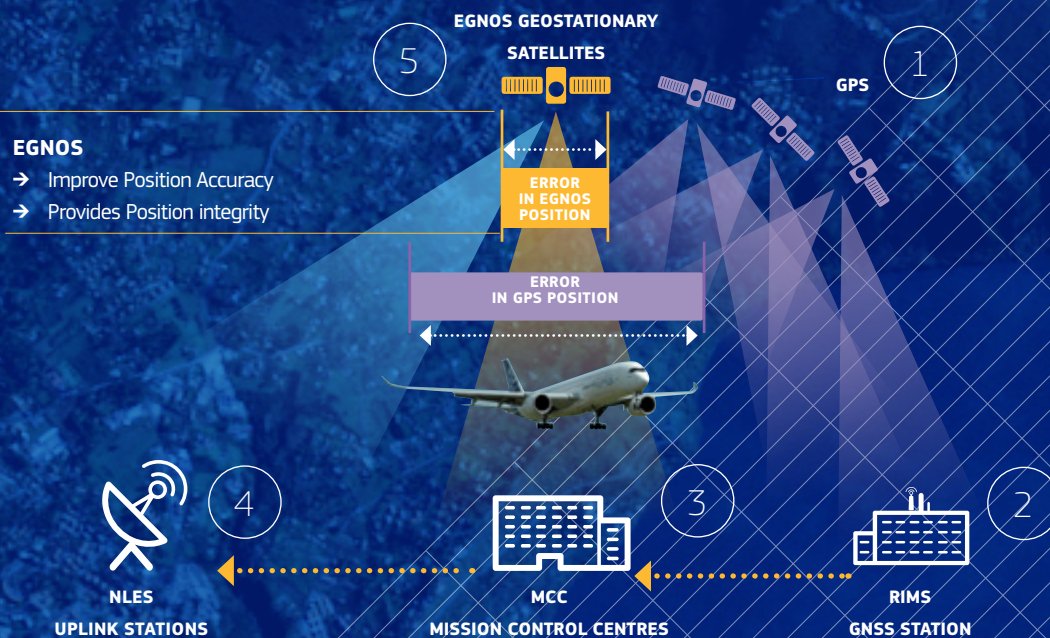 EGNOS GEOSTATIONARY
SATELLITES
5
1
GPS
EGNOS
→ Improve Position Accuracy
→ Provides Position integrity
ERROR
IN EGNOS
POSITION
ERROR
IN GPS POSITION
4
3
2
NLES
UPLINK STATIONS
MCC
MISSION CONTROL CENTRES
RIMS
GNSS STATION